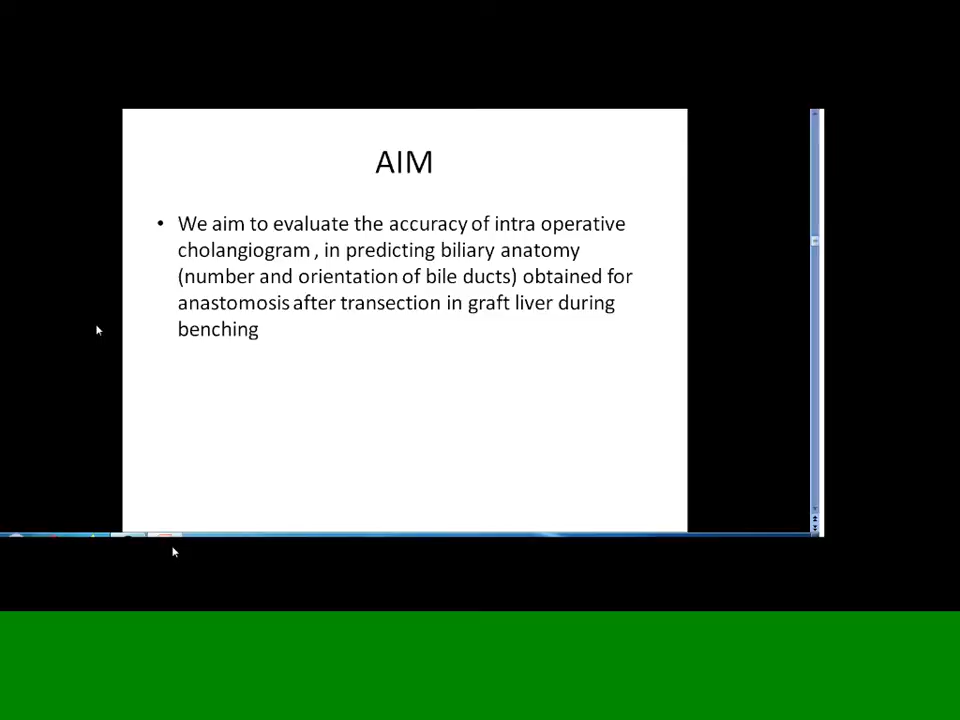 AIM
• We aim to evaluate the accuracy of intra operative
cholangiogram , in predicting biliary anatomy
(number and orientation of bile ducts) obtained for
anastomosis after transection in graft liver during
benching